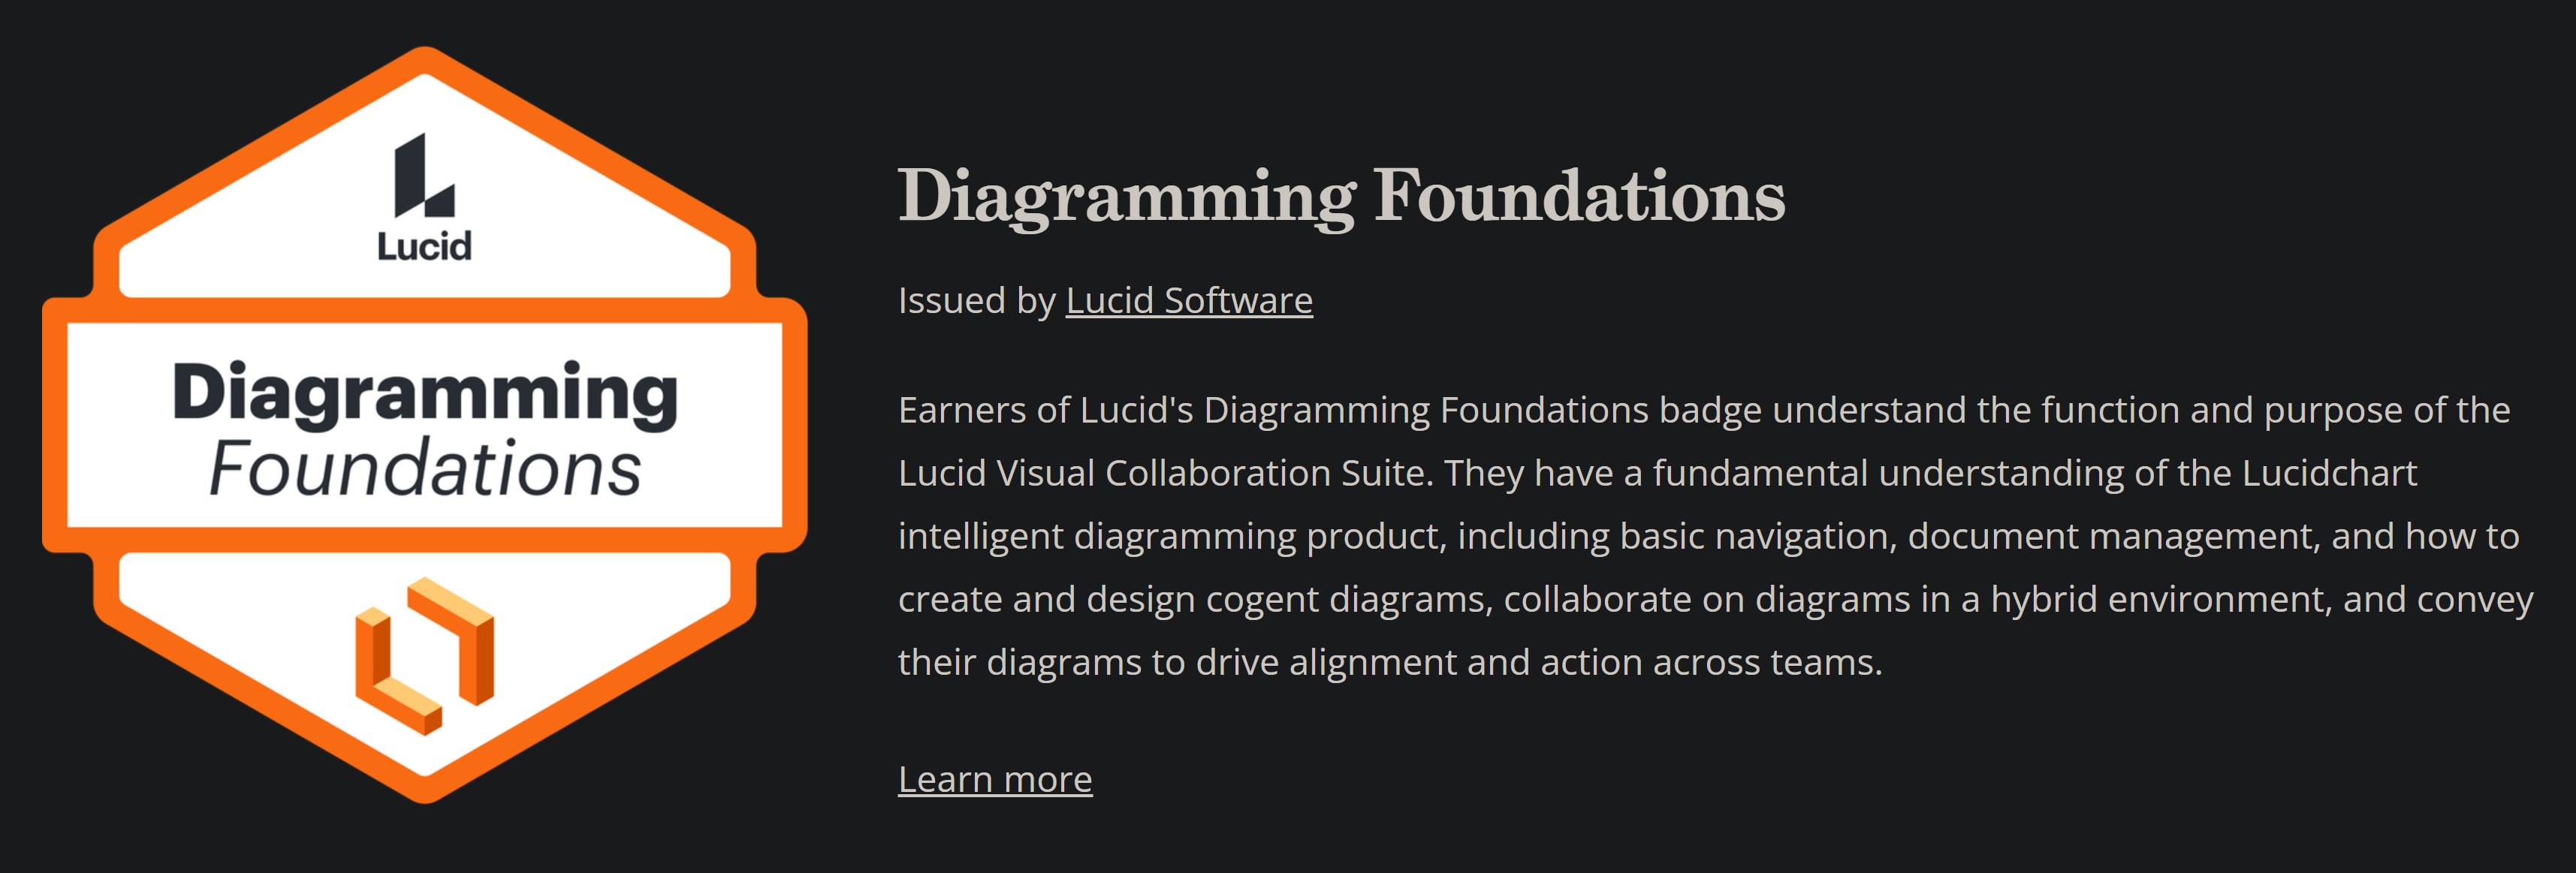 Lucid
Diagramming
Foundations
Diagramming Foundations
Issued by Lucid Software
Earners of Lucid's Diagramming Foundations badge understand the function and purpose of the
Lucid Visual Collaboration Suite. They have a fundamental understanding of the Lucidchart
intelligent diagramming product, including basic navigation, document management, and how to
create and design cogent diagrams, collaborate on diagrams in a hybrid environment, and convey
their diagrams to drive alignment and action across teams.
Learn more